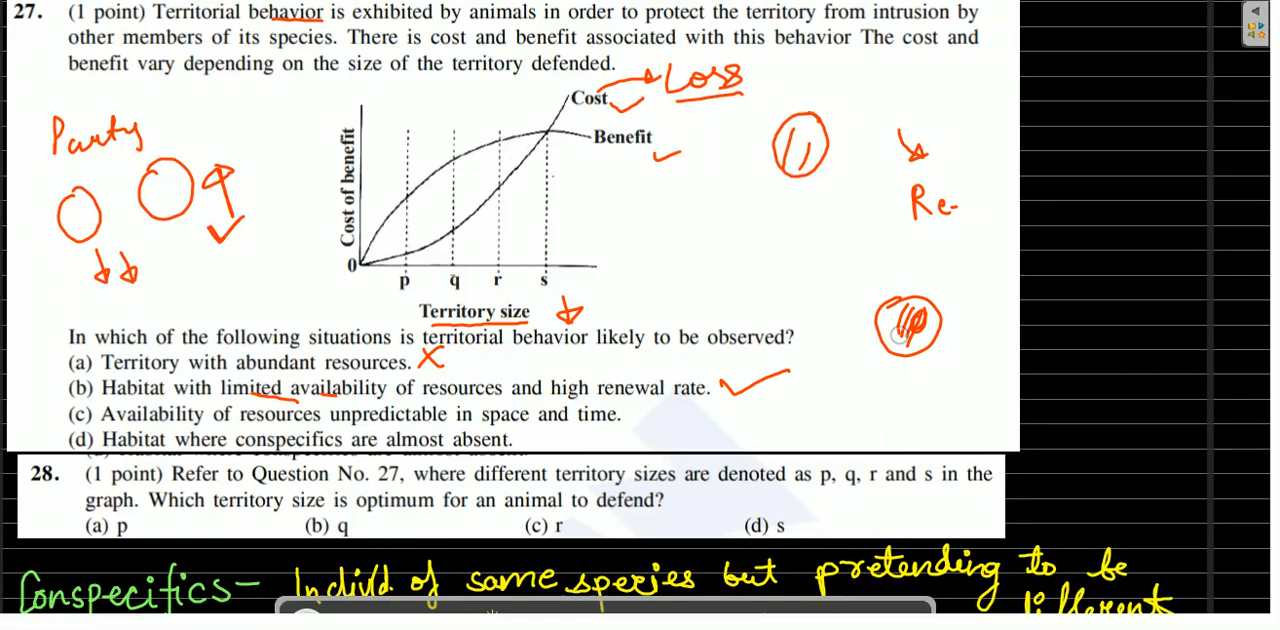 27. (1 point) Territorial behavior is exhibited by animals in order to protect the territory from intrusion by
other members of its species. There is cost and benefit associated with this behavior The cost and
benefit vary depending on the size of the territory defended.
Loss
Cost
Party
Benefit
Cost of benefit
Re-
0
p q r s
Territory size
In which of the following situations is territorial behavior likely to be observed?
(a) Territory with abundant resources.
(b) Habitat with limited availability of resources and high renewal rate.
(c) Availability of resources unpredictable in space and time.
(d) Habitat where conspecifics are almost absent.
28. (1 point) Refer to Question No. 27, where different territory sizes are denoted as p, q, r and s in the
graph. Which territory size is optimum for an animal to defend?
(a) p (b) q (c) r (d) s
Conspecifics - Individ of same species but pretending to be
different